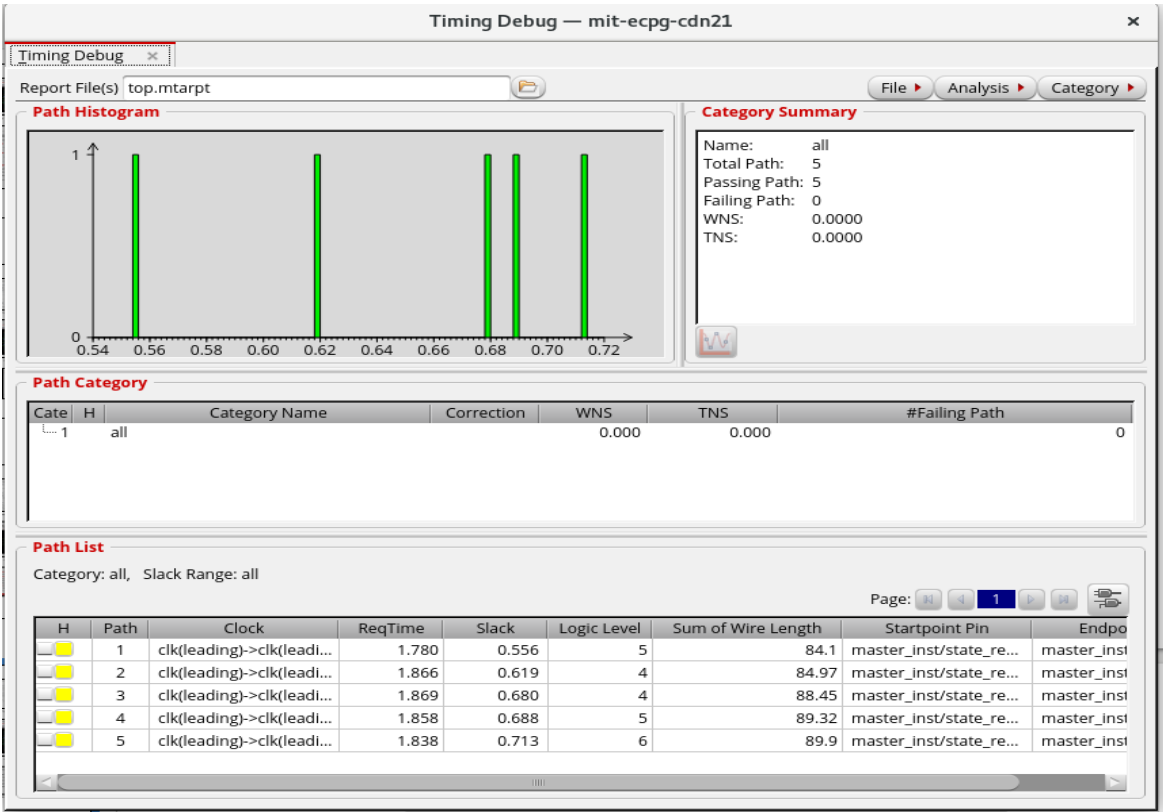 Timing Debug — mit-ecpg-cdn21 ×
Timing Debug ×
Report File(s) top.mtarpt File Analysis Category
Path Histogram
1
0
0.54 0.56 0.58 0.60 0.62 0.64 0.66 0.68 0.70 0.72
Category Summary
Name: all
Total Path: 5
Passing Path: 5
Failing Path: 0
WNS: 0.0000
TNS: 0.0000
Path Category
Cate H Category Name Correction WNS TNS #Failing Path
1 all 0.000 0.000 0
Path List
Category: all, Slack Range: all
Page: 1
H Path Clock ReqTime Slack Logic Level Sum of Wire Length Startpoint Pin Endpo
1 clk(leading)->clk(leadi... 1.780 0.556 5 84.1 master_inst/state_re... master_inst
2 clk(leading)->clk(leadi... 1.866 0.619 4 84.97 master_inst/state_re... master_inst
3 clk(leading)->clk(leadi... 1.869 0.680 4 88.45 master_inst/state_re... master_inst
4 clk(leading)->clk(leadi... 1.858 0.688 5 89.32 master_inst/state_re... master_inst
5 clk(leading)->clk(leadi... 1.838 0.713 6 89.9 master_inst/state_re... master_inst